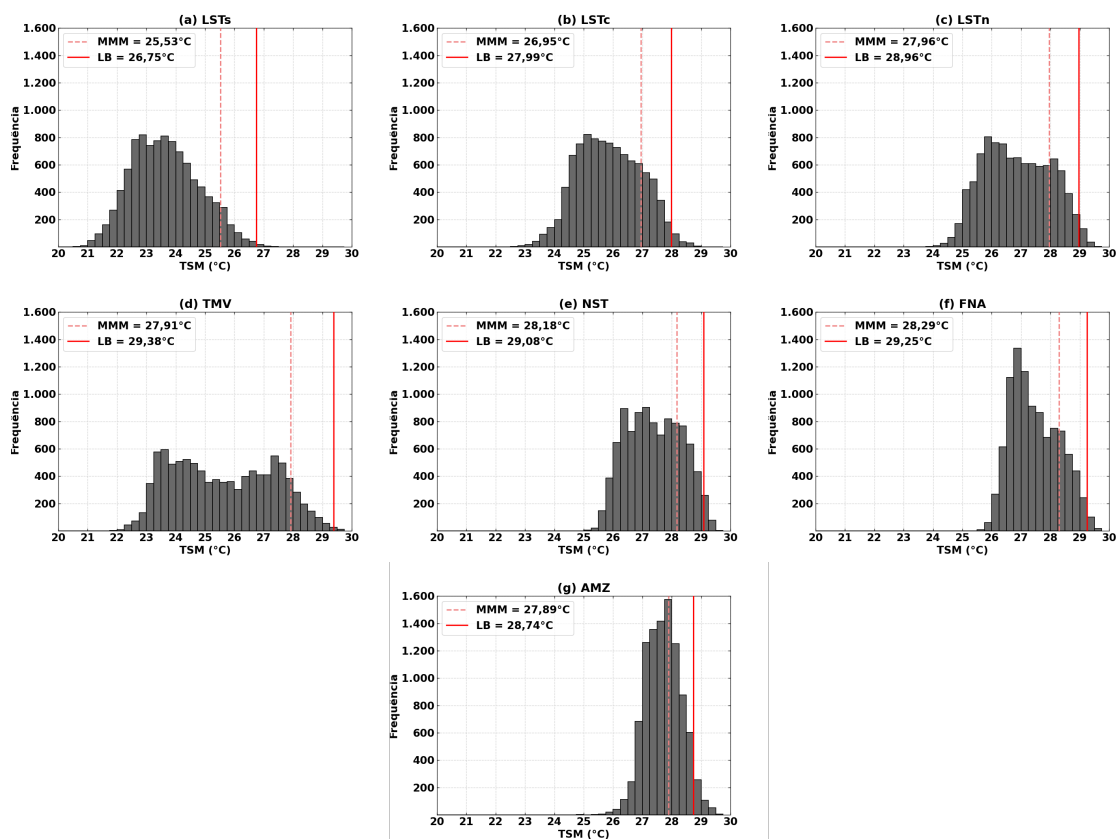 (a) LSTs
MMM = 25,53°C
LB = 26,75°C
Frequência
1.600
1.400
1.200
1.000
800
600
400
200
20 21 22 23 24 25 26 27 28 29 30
TSM (°C)
(b) LSTc
MMM = 26,95°C
LB = 27,99°C
Frequência
1.600
1.400
1.200
1.000
800
600
400
200
20 21 22 23 24 25 26 27 28 29 30
TSM (°C)
(c) LSTn
MMM = 27,96°C
LB = 28,96°C
Frequência
1.600
1.400
1.200
1.000
800
600
400
200
20 21 22 23 24 25 26 27 28 29 30
TSM (°C)
(d) TMV
MMM = 27,91°C
LB = 29,38°C
Frequência
1.600
1.400
1.200
1.000
800
600
400
200
20 21 22 23 24 25 26 27 28 29 30
TSM (°C)
(e) NST
MMM = 28,18°C
LB = 29,08°C
Frequência
1.600
1.400
1.200
1.000
800
600
400
200
20 21 22 23 24 25 26 27 28 29 30
TSM (°C)
(f) FNA
MMM = 28,29°C
LB = 29,25°C
Frequência
1.600
1.400
1.200
1.000
800
600
400
200
20 21 22 23 24 25 26 27 28 29 30
TSM (°C)
(g) AMZ
MMM = 27,89°C
LB = 28,74°C
Frequência
1.600
1.400
1.200
1.000
800
600
400
200
20 21 22 23 24 25 26 27 28 29 30
TSM (°C)